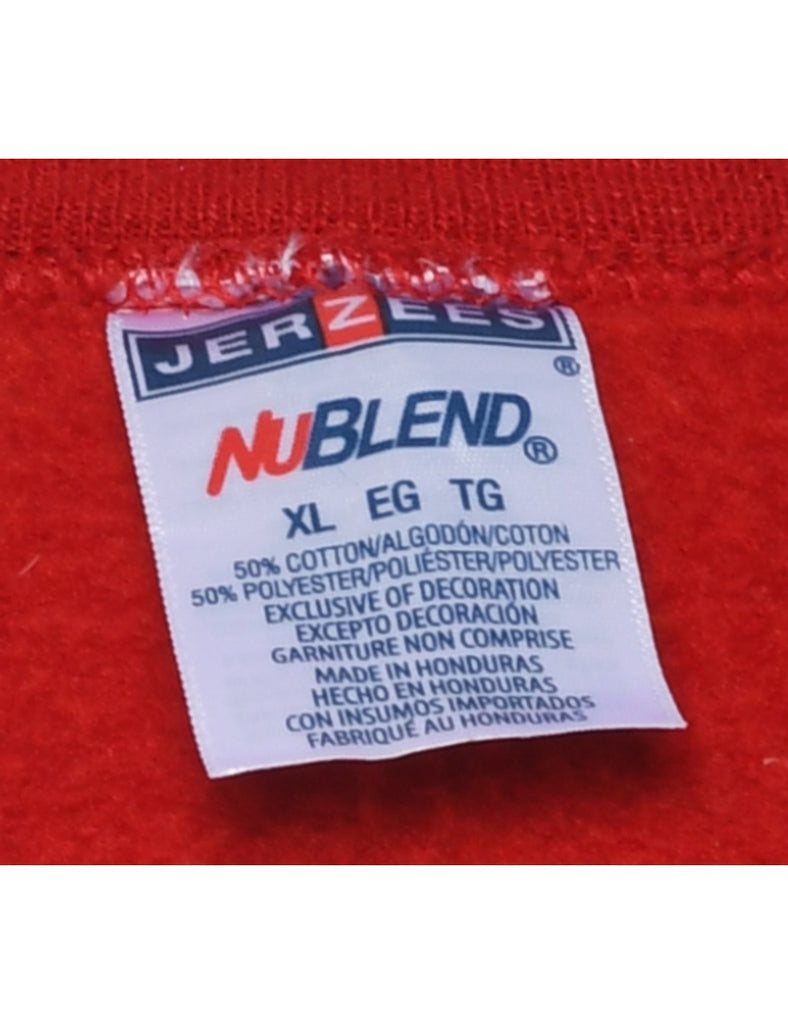 JERZEES
®
NUBLEND®
XL EG TG
50% COTTON/ALGODÓN/COTON
50% POLYESTER/POLIÉSTER/POLYESTER
EXCLUSIVE OF DECORATION
EXCEPTO DECORACIÓN
GARNITURE NON COMPRISE
MADE IN HONDURAS
HECHO EN HONDURAS
CON INSUMOS IMPORTADOS
FABRIQUÉ AU HONDURAS